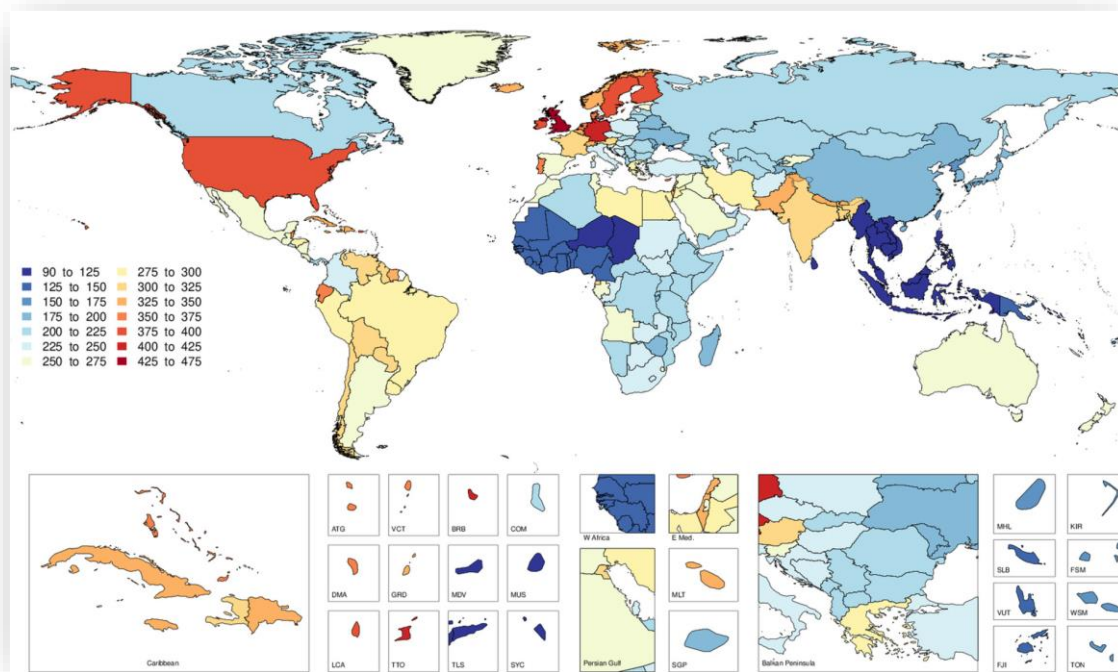 90 to 125
125 to 150
150 to 175
175 to 200
200 to 225
225 to 250
250 to 275
275 to 300
300 to 325
325 to 350
350 to 375
375 to 400
400 to 425
425 to 475
Caribbean
ATG
VCT
BRB
COM
DMA
GRD
MDV
MUS
LCA
TTO
TLS
SYC
W Africa
E Med.
Persian Gulf
MLT
SGP
Balkan Peninsula
MHL
KIR
SLB
FSM
VUT
WSM
FJI
TON